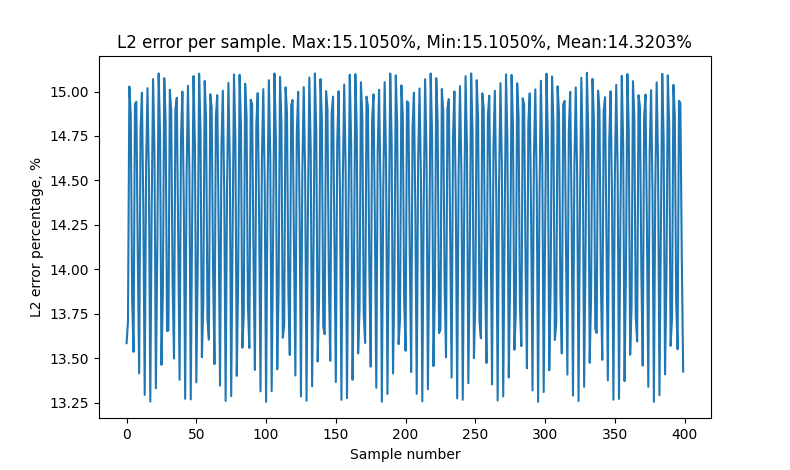 L2 error per sample. Max:15.1050%, Min:15.1050%, Mean:14.3203%
L2 error percentage, %
15.00
14.75
14.50
14.25
14.00
13.75
13.50
13.25
0 50 100 150 200 250 300 350 400
Sample number